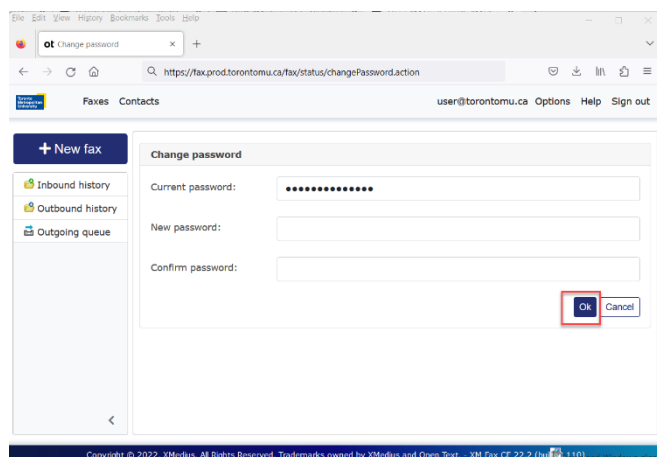 File Edit View History Bookmarks Tools Help
ot Change password × +
https://fax.prod.torontomu.ca/fax/status/changePassword.action
Toronto Metropolitan University Faxes Contacts user@torontomu.ca Options Help Sign out
+ New fax
Change password
Inbound history
Current password: ••••••••••••••
Outbound history
New password:
Outgoing queue
Confirm password:
Ok Cancel
Copyright © 2022, XMedius. All Rights Reserved. Trademarks owned by XMedius and Open Text. - XM Fax CE 22.2